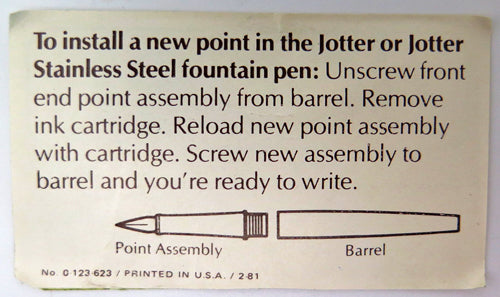 To install a new point in the Jotter or Jotter
Stainless Steel fountain pen: Unscrew front
end point assembly from barrel. Remove
ink cartridge. Reload new point assembly
with cartridge. Screw new assembly to
barrel and you're ready to write.
Point Assembly Barrel
No. 0-123-623 / PRINTED IN U.S.A. / 2-81